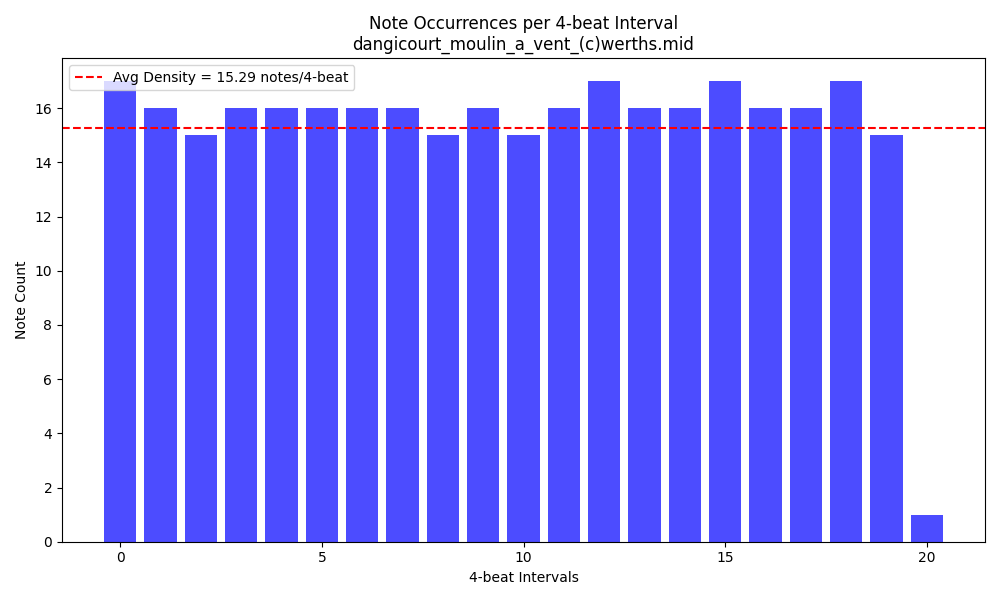 Note Occurrences per 4-beat Interval
dangicourt_moulin_a_vent_(c)werths.mid
Avg Density = 15.29 notes/4-beat
Note Count
16
14
12
10
8
6
4
2
0
0 5 10 15 20
4-beat Intervals